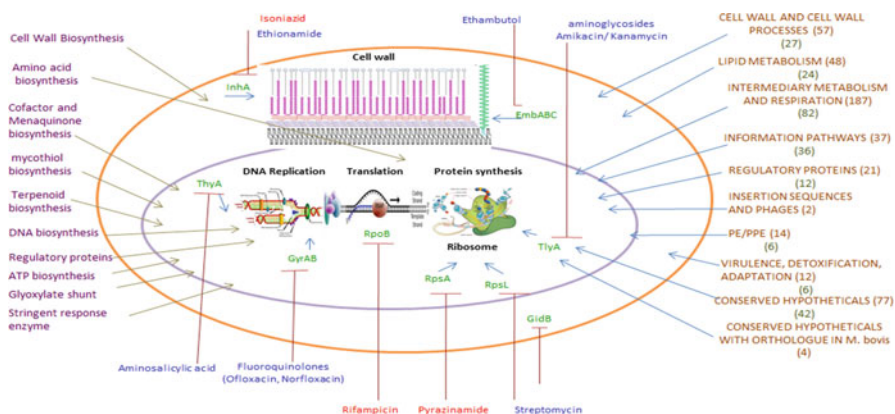 Isoniazid
Ethionamide
Ethambutol
aminoglycosides
Amikacin/ Kanamycin
Cell Wall Biosynthesis
Amino acid
biosynthesis
Cofactor and
Menaquinone
biosynthesis
mycothiol
biosynthesis
Terpenoid
biosynthesis
DNA biosynthesis
Regulatory proteins
ATP biosynthesis
Glyoxylate shunt
Stringent response
enzyme
Cell wall
InhA
EmbABC
DNA Replication
Translation
Protein synthesis
ThyA
GyrAB
RpoB
Coding
Strand
Template
Strand
Ribosome
TlyA
RpsA
RpsL
GidB
Aminosalicylic acid
Fluoroquinolones
(Ofloxacin, Norfloxacin)
Rifampicin
Pyrazinamide
Streptomycin
CELL WALL AND CELL WALL
PROCESSES (57)
(27)
LIPID METABOLISM (48)
(24)
INTERMEDIARY METABOLISM
AND RESPIRATION (187)
(82)
INFORMATION PATHWAYS (37)
(36)
REGULATORY PROTEINS (21)
(12)
INSERTION SEQUENCES
AND PHAGES (2)
PE/PPE (14)
(6)
VIRULENCE, DETOXIFICATION,
ADAPTATION (12)
(6)
CONSERVED HYPOTHETICALS (77)
(42)
CONSERVED HYPOTHETICALS
WITH ORTHOLOGUE IN M. bovis
(4)